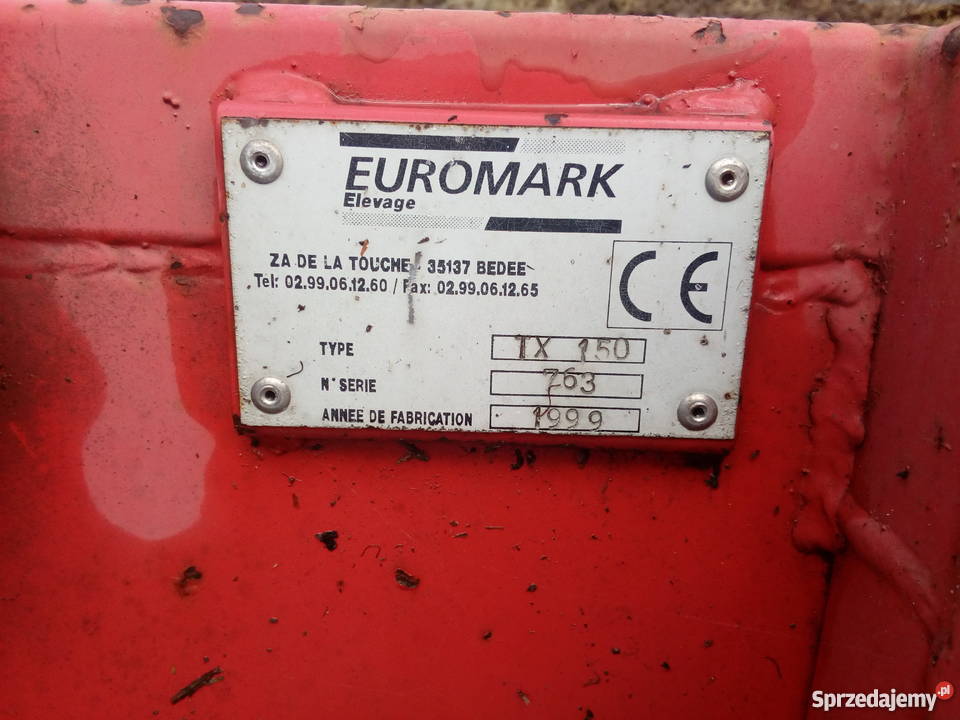 EUROMARK
Elevage
ZA DE LA TOUCHE 35137 BEDEE
Tel: 02.99.06.12.60 / Fax: 02.99.06.12.65
CE
TYPE TX 150
N° SERIE 763
ANNEE DE FABRICATION 1999
Sprzedajemy.pl